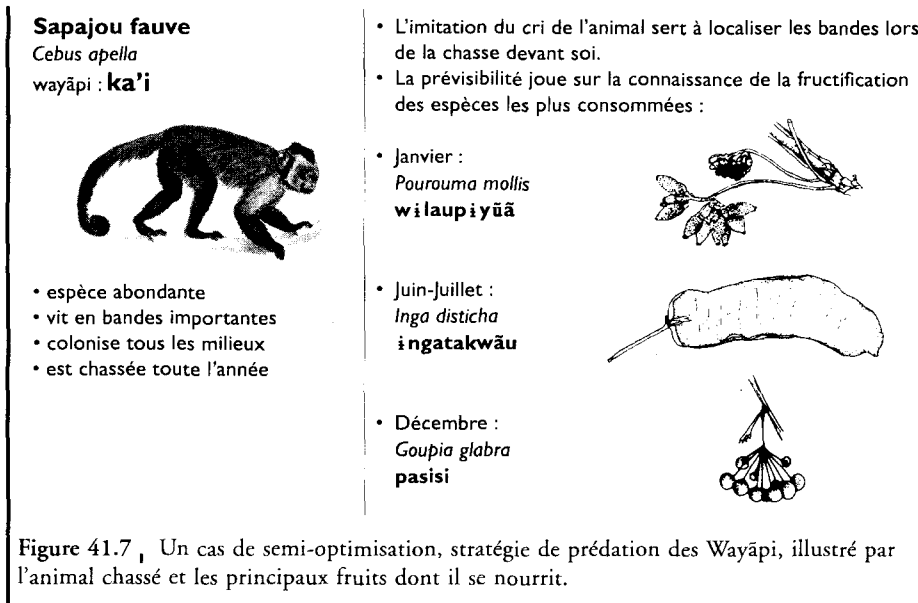 Sapajou fauve
Cebus apella
wayãpi : ka'i
• espèce abondante
• vit en bandes importantes
• colonise tous les milieux
• est chassée toute l'année
• L'imitation du cri de l'animal sert à localiser les bandes lors
de la chasse devant soi.
• La prévisibilité joue sur la connaissance de la fructification
des espèces les plus consommées :
• Janvier :
Pourouma mollis
wɨlaupɨyũã
• Juin-Juillet :
Inga disticha
ɨngatakwãu
• Décembre :
Goupia glabra
pasisi
Figure 41.7 Un cas de semi-optimisation, stratégie de prédation des Wayãpi, illustré par
l'animal chassé et les principaux fruits dont il se nourrit.